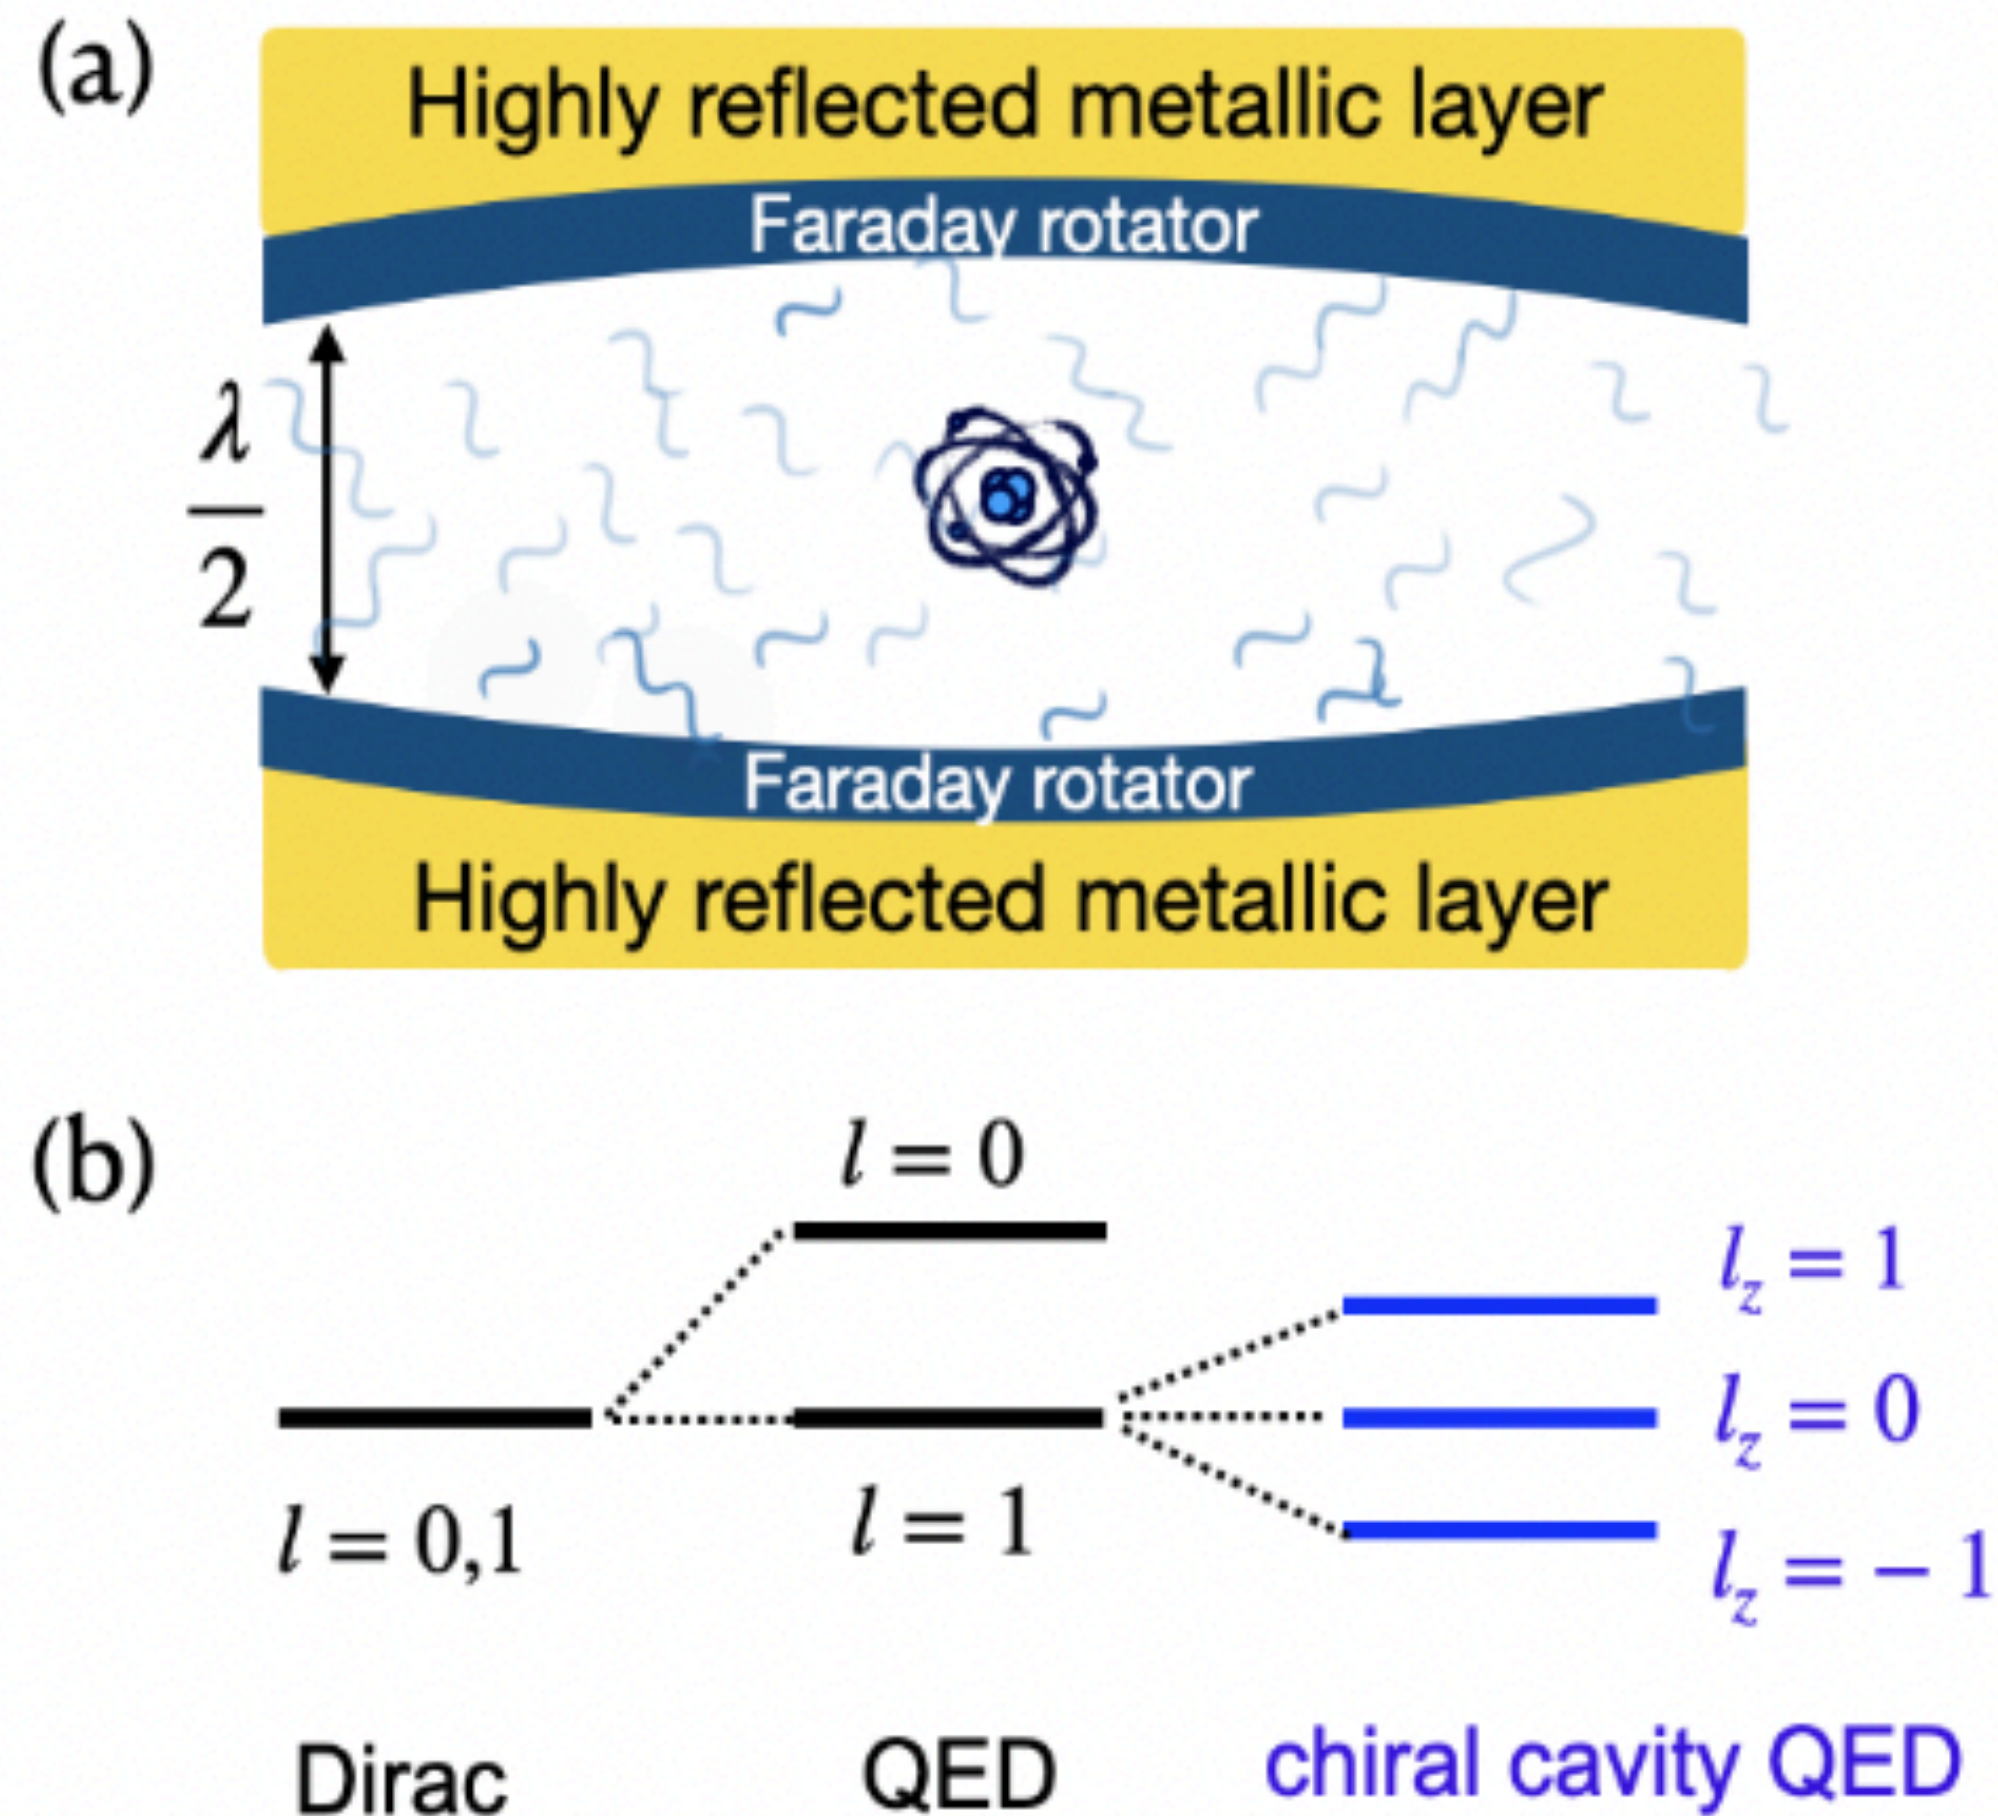 (a)
Highly reflected metallic layer
Faraday rotator
λ
2
Faraday rotator
Highly reflected metallic layer
(b)
l = 0
l_z = 1
l_z = 0
l = 0,1
l = 1
l_z = − 1
Dirac
QED
chiral cavity QED